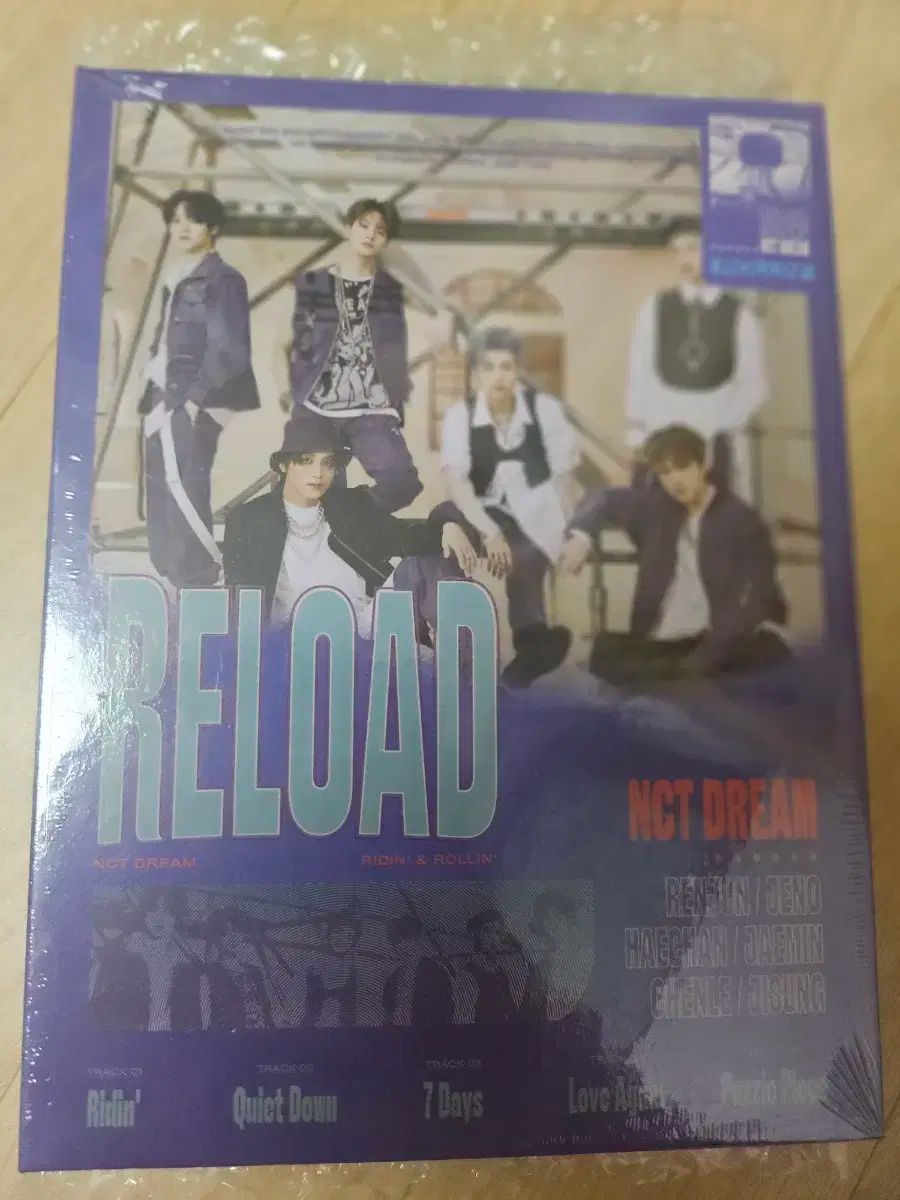 RELOAD
NCT DREAM
RIDIN' & ROLLIN'
NCT DREAM
RENJUN / JENO
HAECHAN / JAEMIN
CHENLE / JISUNG
TRACK 01
Ridin'
TRACK 02
Quiet Down
TRACK 03
7 Days
Love Again
Puzzle Piece